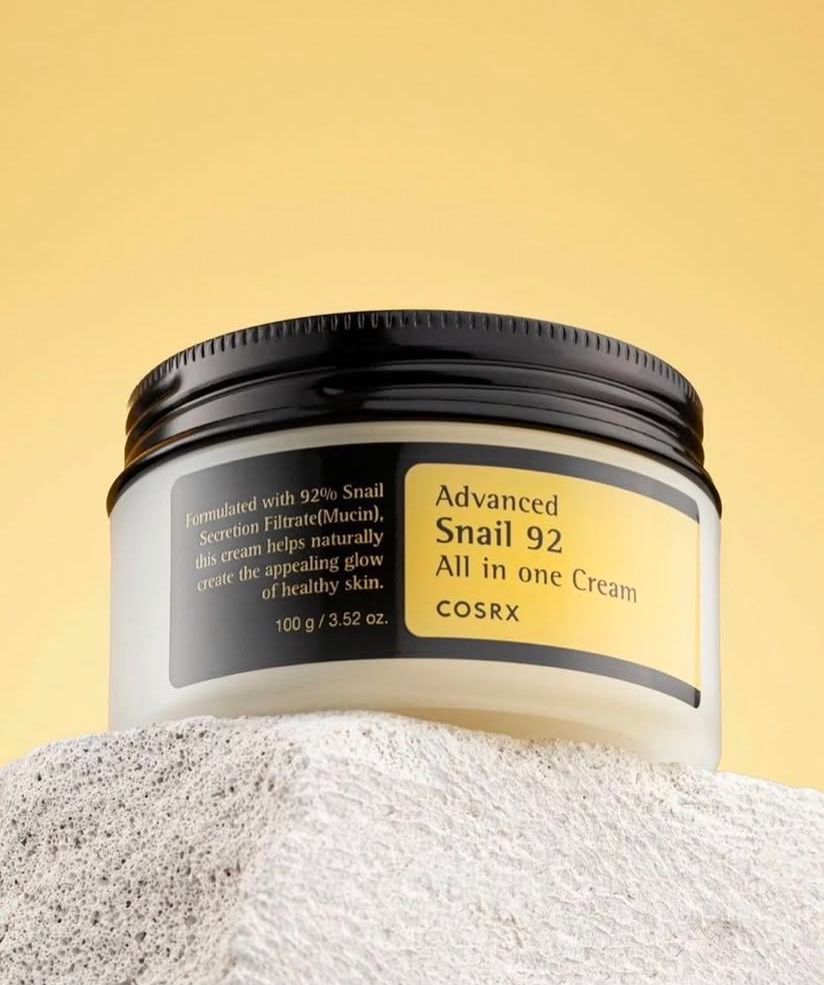 Formulated with 92% Snail
Secretion Filtrate(Mucin),
this cream helps naturally
create the appealing glow
of healthy skin.
100 g / 3.52 oz.
Advanced
Snail 92
All in one Cream
COSRX